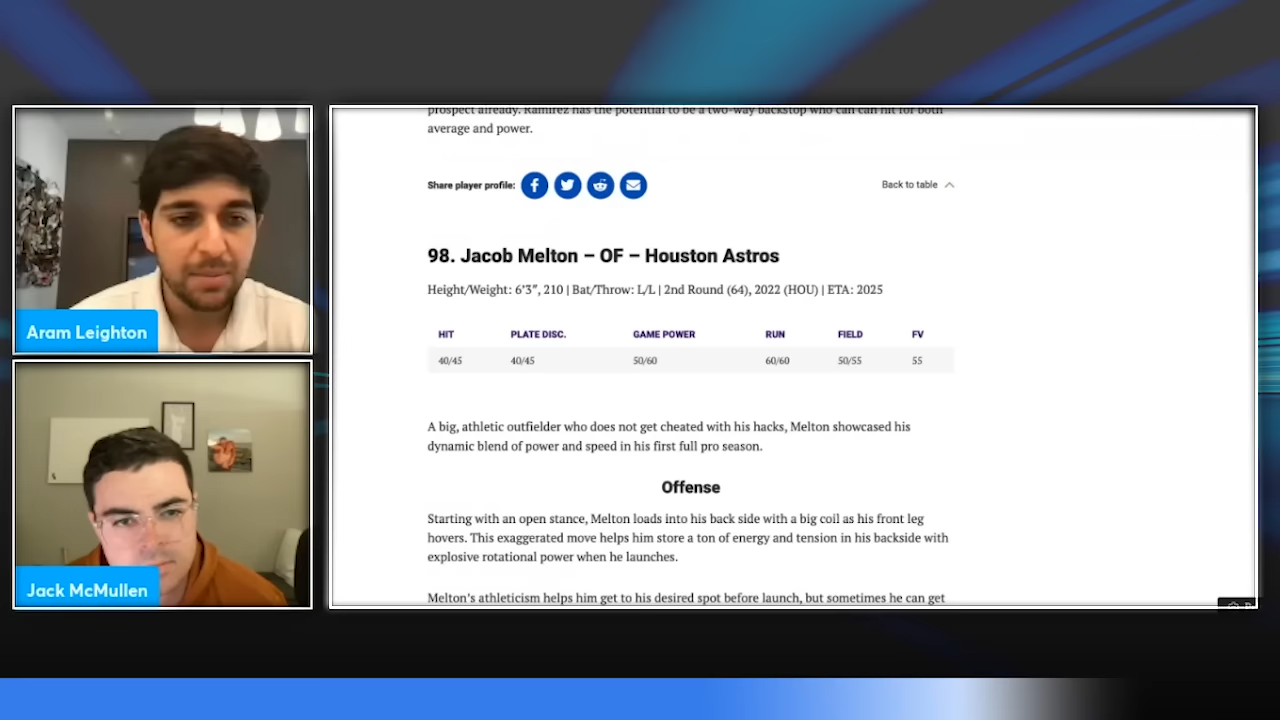 Aram Leighton
Jack McMullen
prospect already. Ramirez has the potential to be a two-way backstop who can can hit for both
average and power.
Share player profile:
Back to table
98. Jacob Melton – OF – Houston Astros
Height/Weight: 6’3″, 210 | Bat/Throw: L/L | 2nd Round (64), 2022 (HOU) | ETA: 2025
HIT PLATE DISC. GAME POWER RUN FIELD FV
40/45 40/45 50/60 60/60 50/55 55
A big, athletic outfielder who does not get cheated with his hacks, Melton showcased his
dynamic blend of power and speed in his first full pro season.
Offense
Starting with an open stance, Melton loads into his back side with a big coil as his front leg
hovers. This exaggerated move helps him store a ton of energy and tension in his backside with
explosive rotational power when he launches.
Melton’s athleticism helps him get to his desired spot before launch, but sometimes he can get